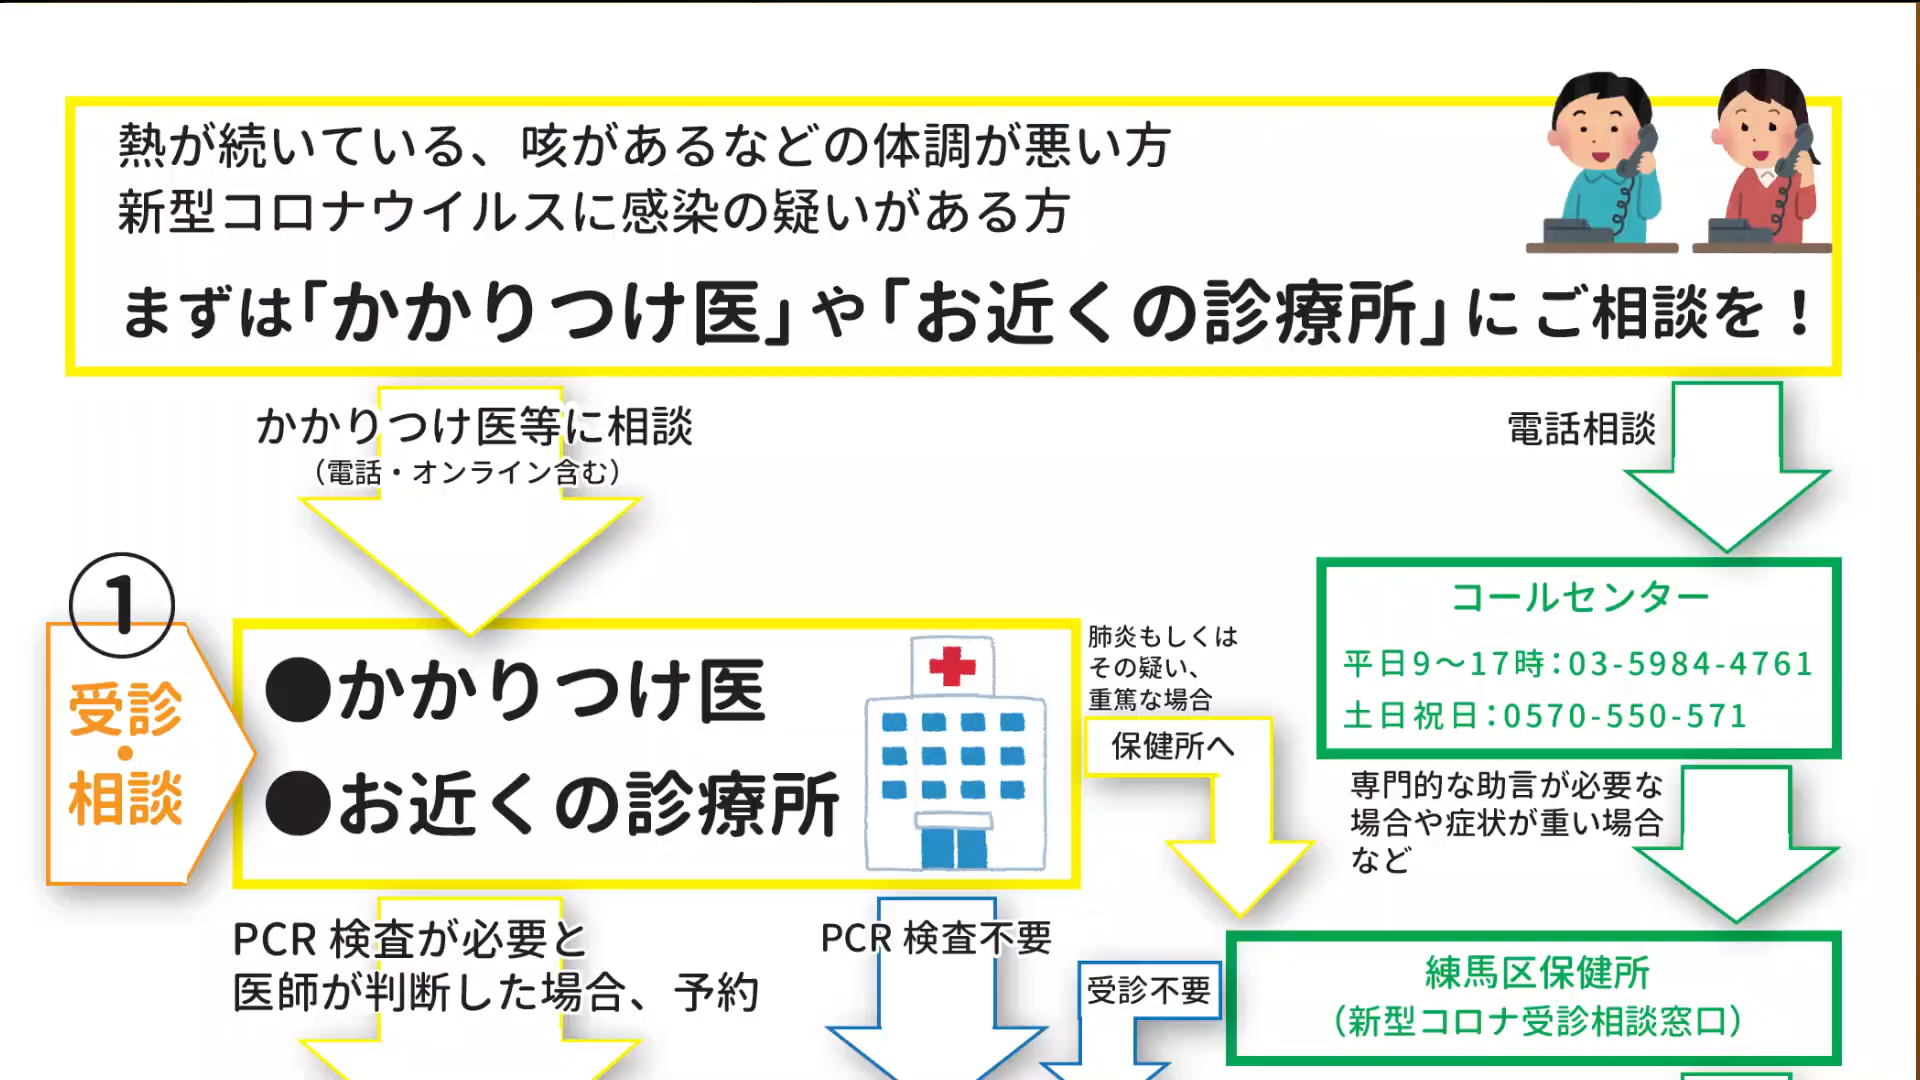 熱が続いている、咳があるなどの体調が悪い方
新型コロナウイルスに感染の疑いがある方
まずは「かかりつけ医」や「お近くの診療所」にご相談を！
かかりつけ医等に相談
（電話・オンライン含む）
電話相談
①
受診
・
相談
●かかりつけ医
●お近くの診療所
肺炎もしくは
その疑い、
重篤な場合
保健所へ
コールセンター
平日9〜17時：03-5984-4761
土日祝日：0570-550-571
専門的な助言が必要な
場合や症状が重い場合
など
PCR 検査が必要と
医師が判断した場合、予約
PCR 検査不要
受診不要
練馬区保健所
（新型コロナ受診相談窓口）